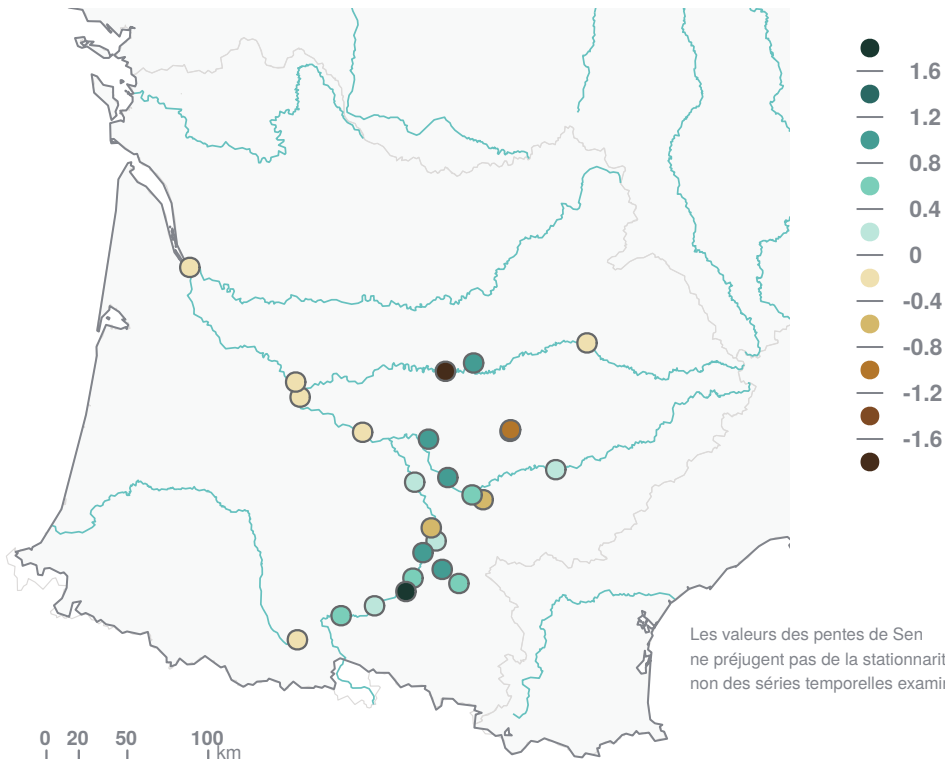 1.6
1.2
0.8
0.4
0
-0.4
-0.8
-1.2
-1.6
Les valeurs des pentes de Sen
ne préjugent pas de la stationnarit
non des séries temporelles examin
0 20 50 100
km